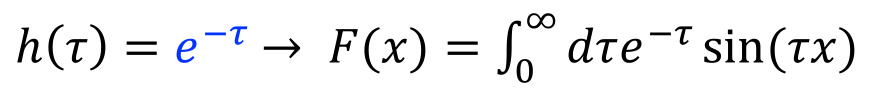 h(τ) = e^{−τ} → F(x) = ∫_0^∞ dτe^{−τ} sin(τx)